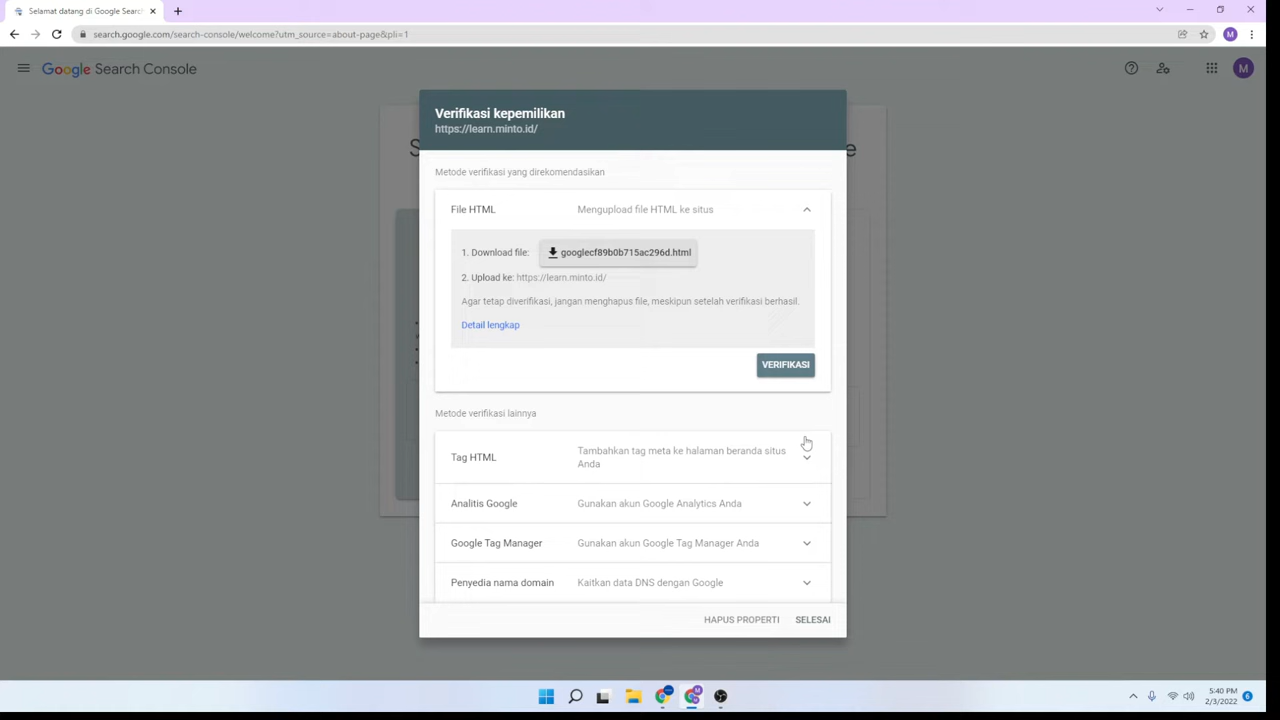 Selamat datang di Google Searc
search.google.com/search-console/welcome?utm_source=about-page&pli=1
M
Google Search Console
M
Verifikasi kepemilikan
https://learn.minto.id/
Metode verifikasi yang direkomendasikan
File HTML Mengupload file HTML ke situs
1. Download file: googlecf89b0b715ac296d.html
2. Upload ke: https://learn.minto.id/
Agar tetap diverifikasi, jangan menghapus file, meskipun setelah verifikasi berhasil.
Detail lengkap
VERIFIKASI
Metode verifikasi lainnya
Tag HTML Tambahkan tag meta ke halaman beranda situs
Anda
Analitis Google Gunakan akun Google Analytics Anda
Google Tag Manager Gunakan akun Google Tag Manager Anda
Penyedia nama domain Kaitkan data DNS dengan Google
HAPUS PROPERTI SELESAI
5:40 PM
2/3/2022
6